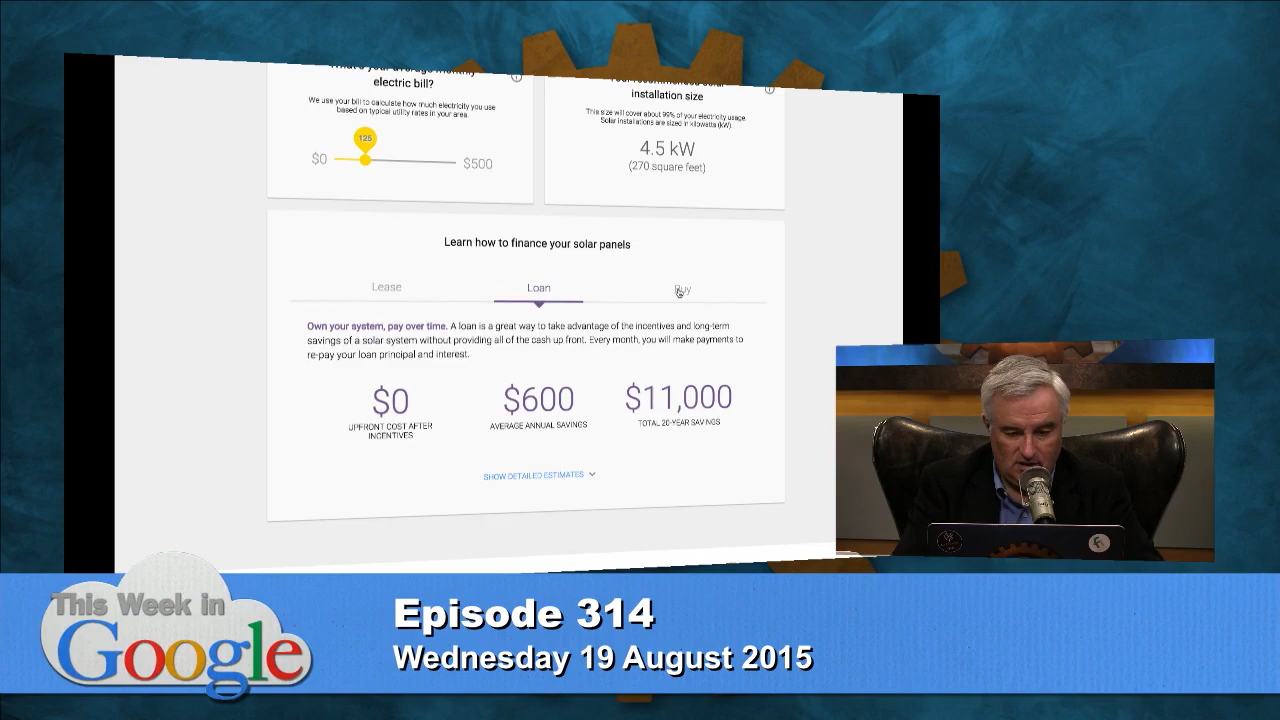 electric bill?
We use your bill to calculate how much electricity you use
based on typical utility rates in your area.
125
$0
$500
installation size
This size will cover about 99% of your electricity usage.
Solar installations are sized in kilowatts (kW).
4.5 kW
(270 square feet)
Learn how to finance your solar panels
Lease
Loan
Buy
Own your system, pay over time. A loan is a great way to take advantage of the incentives and long-term
savings of a solar system without providing all of the cash up front. Every month, you will make payments to
re-pay your loan principal and interest.
$0
UPFRONT COST AFTER
INCENTIVES
$600
AVERAGE ANNUAL SAVINGS
$11,000
TOTAL 20-YEAR SAVINGS
SHOW DETAILED ESTIMATES
This Week in
Google
Episode 314
Wednesday 19 August 2015